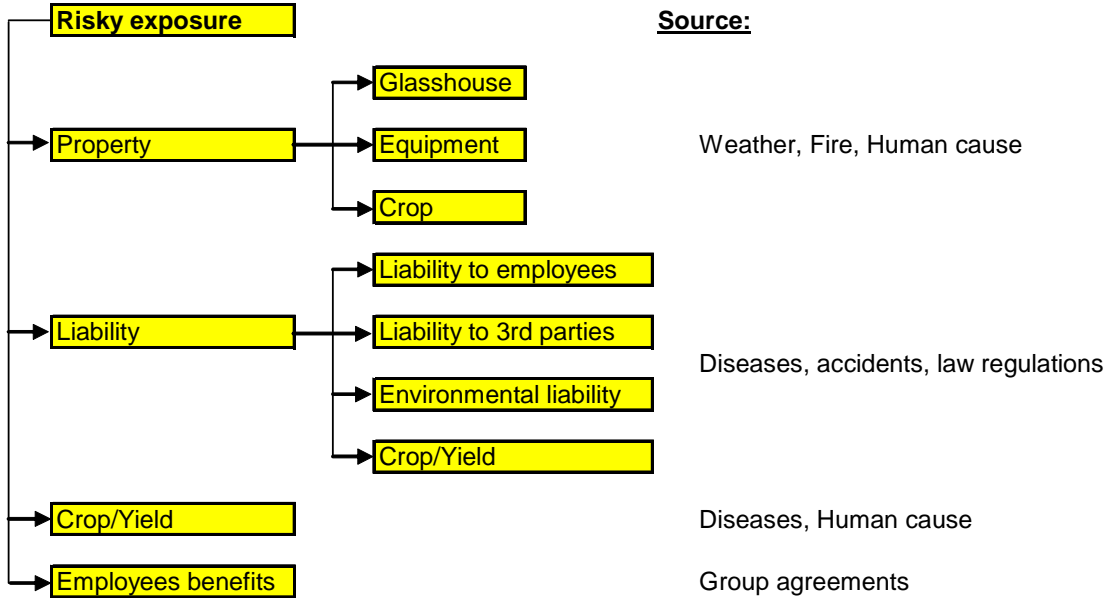 Risky exposure
Source:
Glasshouse
Property
Equipment
Weather, Fire, Human cause
Crop
Liability to employees
Liability
Liability to 3rd parties
Diseases, accidents, law regulations
Environmental liability
Crop/Yield
Crop/Yield
Diseases, Human cause
Employees benefits
Group agreements